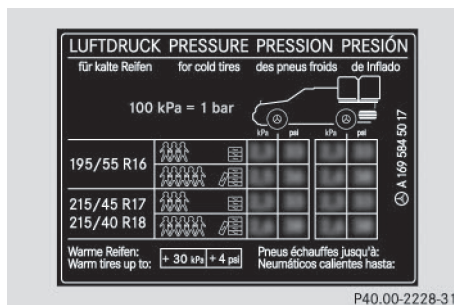 LUFTDRUCK PRESSURE PRESSION PRESIÓN
für kalte Reifen for cold tires des pneus froids de Inflado
100 kPa = 1 bar
kPa psi kPa psi
195/55 R16
215/45 R17
215/40 R18
Warme Reifen: Pneus échauffes jusqu'à:
Warm tires up to: + 30 kPa + 4 psi Neumáticos calientes hasta:
A 169 584 50 17
P40.00-2228-31